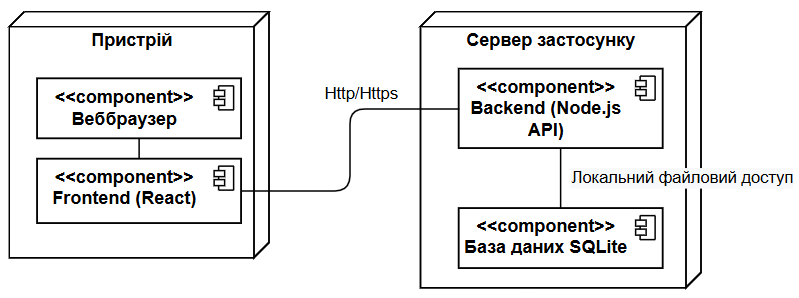 Пристрій
<<component>>
Веббраузер
<<component>>
Frontend (React)
Http/Https
Сервер застосунку
<<component>>
Backend (Node.js
API)
Локальний файловий доступ
<<component>>
База даних SQLite